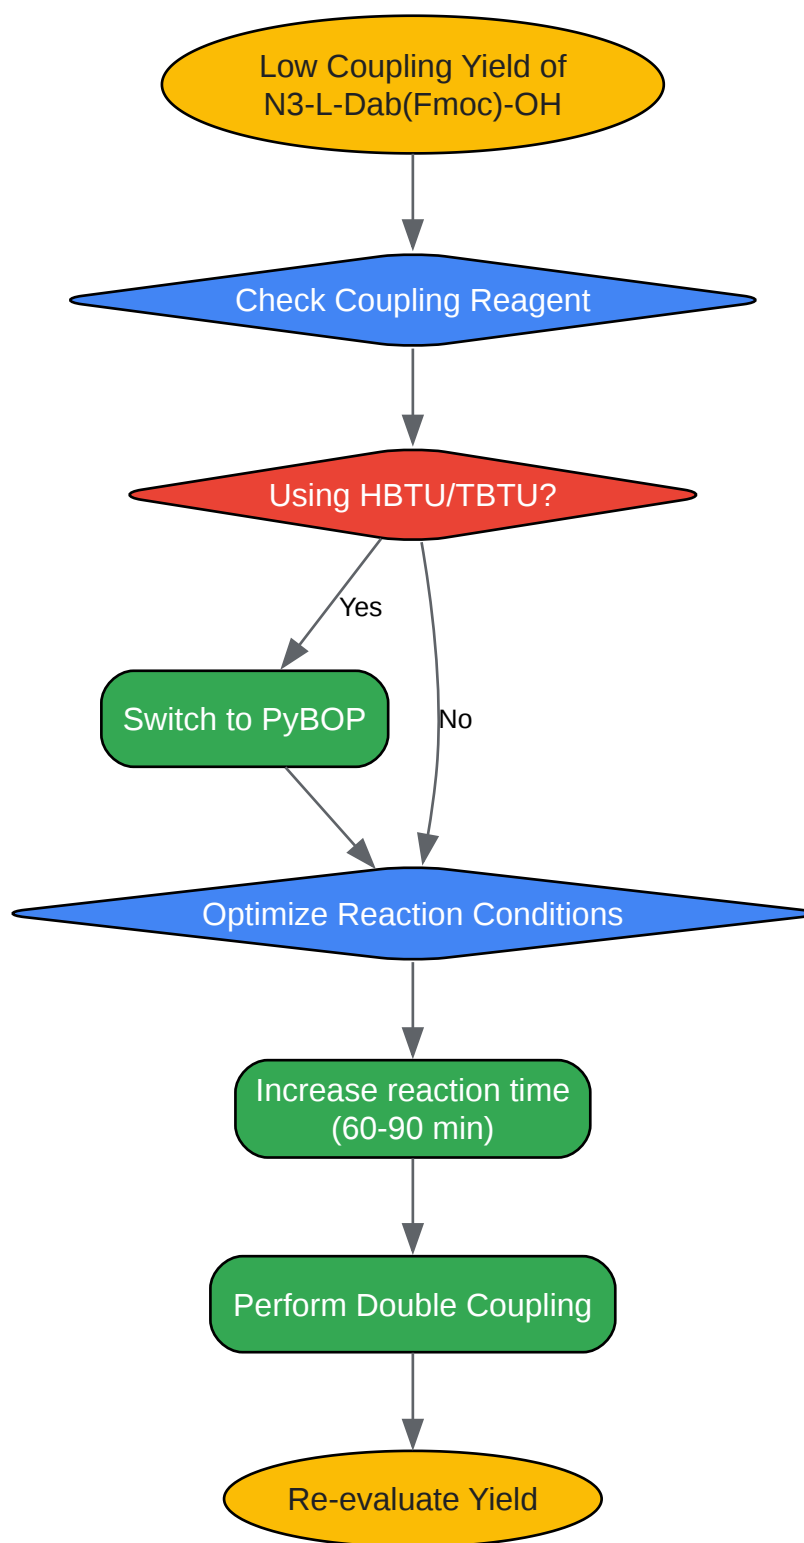 Low Coupling Yield of
N3-L-Dab(Fmoc)-OH
Check Coupling Reagent
Using HBTU/TBTU?
Yes
Switch to PyBOP
No
Optimize Reaction Conditions
Increase reaction time
(60-90 min)
Perform Double Coupling
Re-evaluate Yield